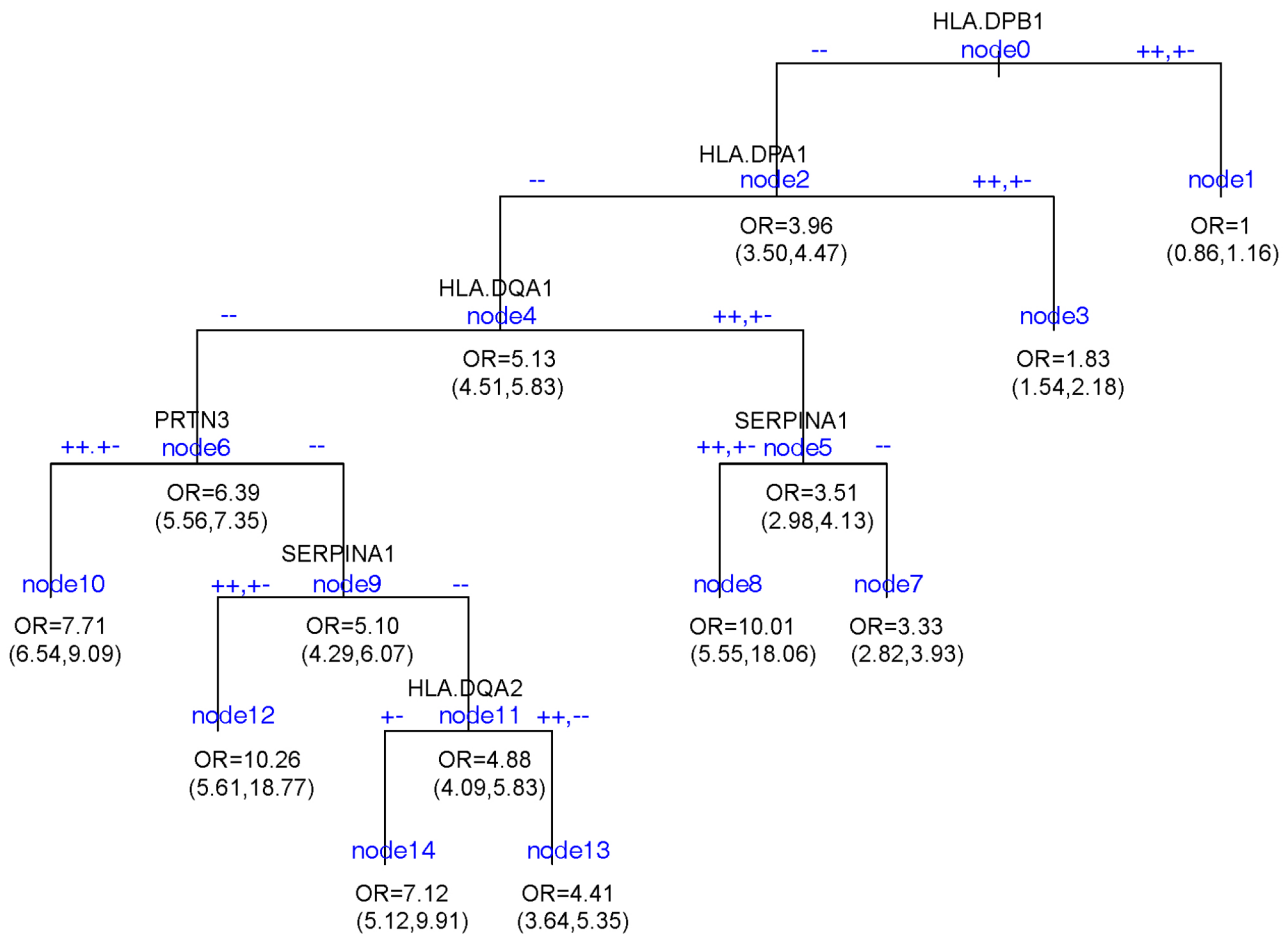 HLA.DPB1
-- node0 ++,+-
HLA.DPA1
-- node2 ++,+- node1
OR=3.96 OR=1
(3.50,4.47) (0.86,1.16)
HLA.DQA1
-- node4 ++,+- node3
OR=5.13 OR=1.83
(4.51,5.83) (1.54,2.18)
PRTN3 SERPINA1
++.+- node6 -- ++,+- node5 --
OR=6.39 OR=3.51
(5.56,7.35) (2.98,4.13)
SERPINA1
node10 ++,+- node9 -- node8 node7
OR=7.71 OR=5.10 OR=10.01 OR=3.33
(6.54,9.09) (4.29,6.07) (5.55,18.06) (2.82,3.93)
HLA.DQA2
node12 +- node11 ++,--
OR=10.26 OR=4.88
(5.61,18.77) (4.09,5.83)
node14 node13
OR=7.12 OR=4.41
(5.12,9.91) (3.64,5.35)